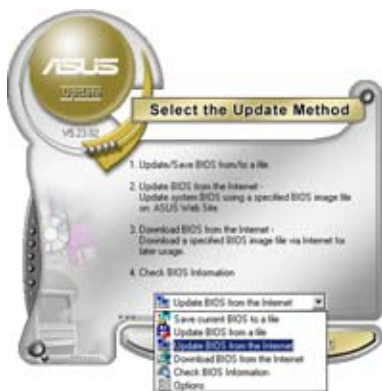 ASUS
Update
V5.23.02
Select the Update Method
1. Update/Save BIOS from/to a file.
2. Update BIOS from the Internet -
Update system BIOS using a specified BIOS image file
on ASUS Web Site.
3. Download BIOS from the Internet -
Download a specified BIOS image file via Internet for
later usage.
4. Check BIOS Information
Update BIOS from the Internet
Save current BIOS to a file
Update BIOS from a file
Update BIOS from the Internet
Download BIOS from the Internet
Check BIOS Information
Options